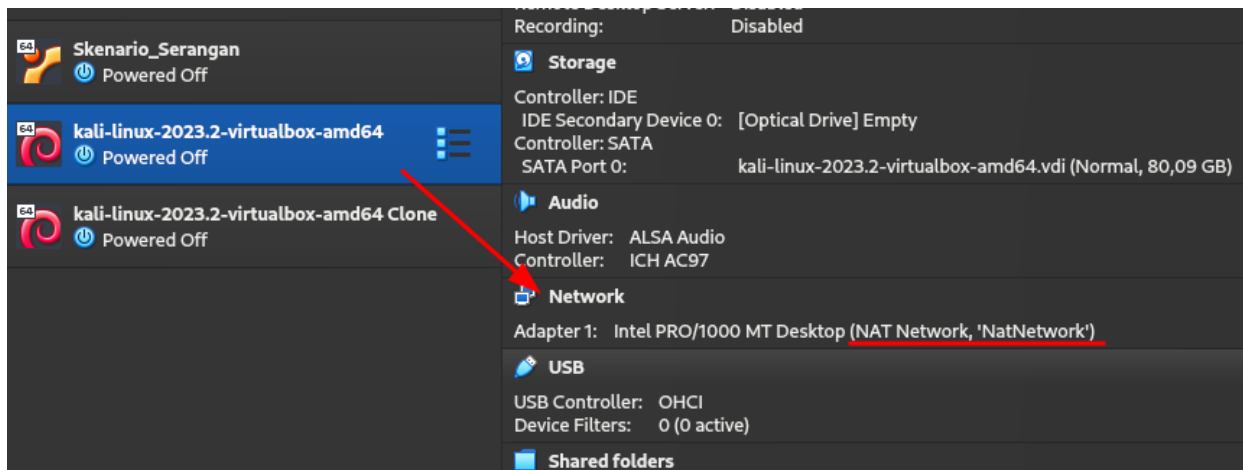 Recording: Disabled
64 Skenario_Serangan
Powered Off
64 kali-linux-2023.2-virtualbox-amd64
Powered Off
64 kali-linux-2023.2-virtualbox-amd64 Clone
Powered Off
Storage
Controller: IDE
IDE Secondary Device 0: [Optical Drive] Empty
Controller: SATA
SATA Port 0: kali-linux-2023.2-virtualbox-amd64.vdi (Normal, 80,09 GB)
Audio
Host Driver: ALSA Audio
Controller: ICH AC97
Network
Adapter 1: Intel PRO/1000 MT Desktop (NAT Network, 'NatNetwork')
USB
USB Controller: OHCI
Device Filters: 0 (0 active)
Shared folders